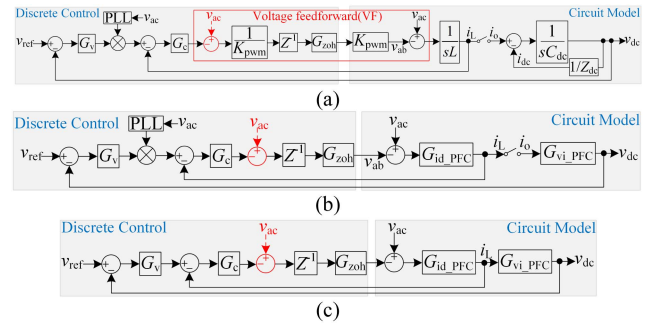 Discrete Control
Voltage feedforward(VF)
Circuit Model
PLL v_ac v_ac v_ac
v_ref + − G_v G_c − + 1/K_pwm Z^-1 G_zoh K_pwm v_ab + − 1/sL i_L i_o + − i_dc 1/sC_dc v_dc
1/Z_dc
(a)
Discrete Control
Circuit Model
PLL v_ac v_ac v_ac
v_ref + − G_v + − G_c − + Z^-1 G_zoh v_ab + − G_id_PFC i_L i_o G_vi_PFC v_dc
(b)
Discrete Control
Circuit Model
v_ac v_ac
v_ref + − G_v + − G_c − + Z^-1 G_zoh + − G_id_PFC i_L G_vi_PFC v_dc
(c)